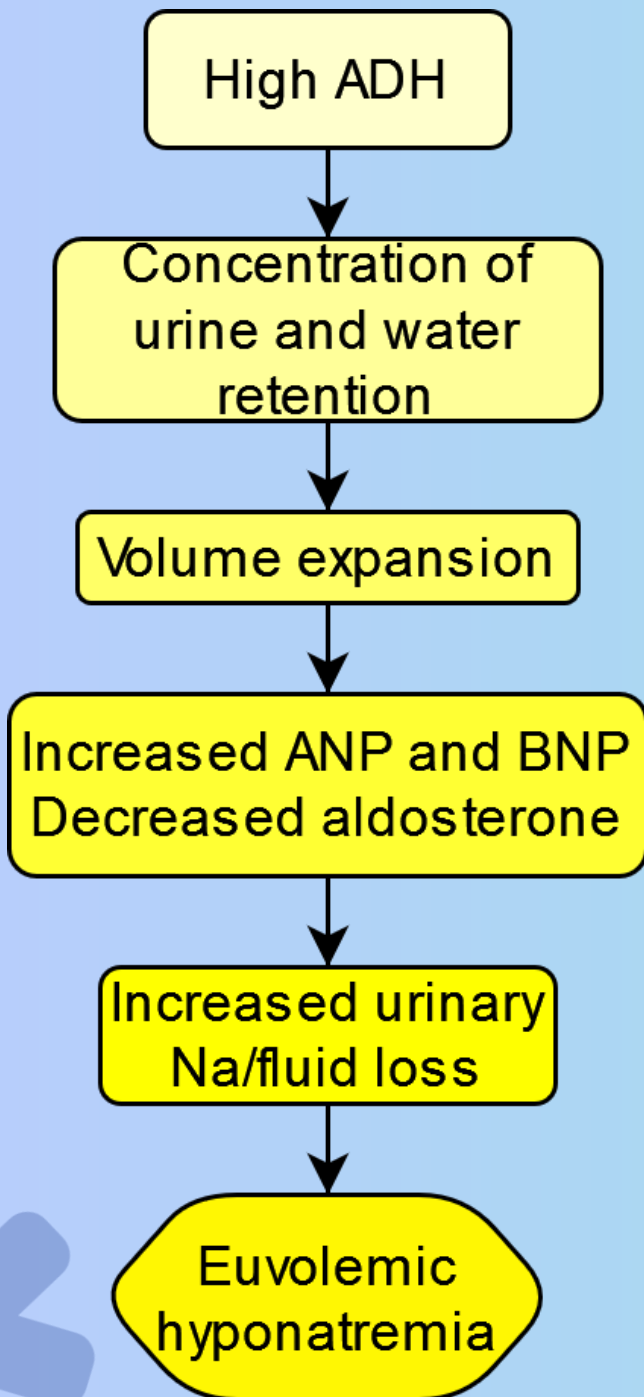 High ADH
Concentration of
urine and water
retention
Volume expansion
Increased ANP and BNP
Decreased aldosterone
Increased urinary
Na/fluid loss
Euvolemic
hyponatremia